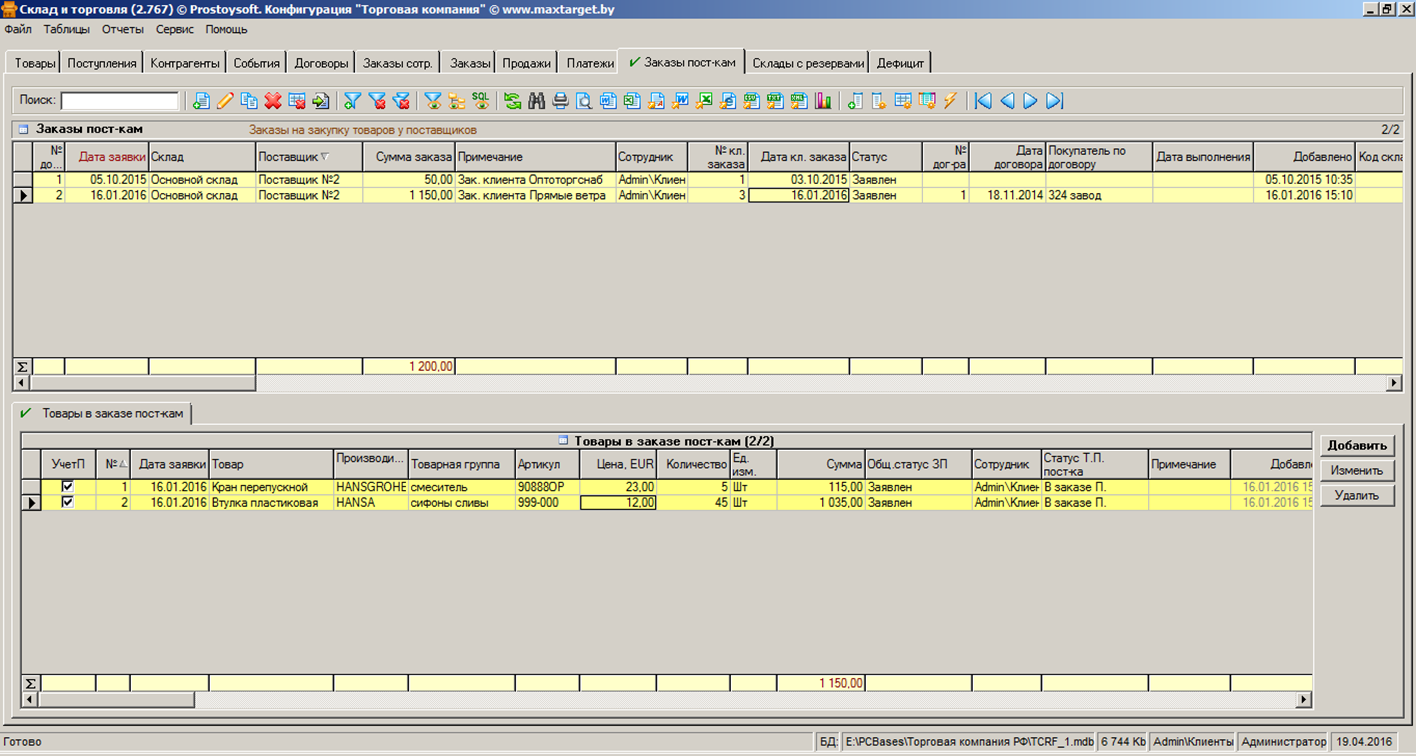 Склад и торговля (2.767) © Prostoysoft. Конфигурация "Торговая компания" © www.maxtarget.by
Файл Таблицы Отчеты Сервис Помощь
Товары Поступления Контрагенты События Договоры Заказы сотр. Заказы Продажи Платежи Заказы пост-кам Склады с резервами Дефицит
Поиск: SQL
Заказы пост-кам Заказы на закупку товаров у поставщиков 2/2
№ до... Дата заявки Склад Поставщик Сумма заказа Примечание Сотрудник № кл. заказа Дата кл. заказа Статус № дог-ра Дата договора Покупатель по договору Дата выполнения Добавлено Код скла
1 05.10.2015 Основной склад Поставщик №2 50,00 Зак. клиента Оптоторгснаб Admin\Клиен 1 03.10.2015 Заявлен 05.10.2015 10:35
2 16.01.2016 Основной склад Поставщик №2 1 150,00 Зак. клиента Прямые ветра Admin\Клиен 3 16.01.2016 Заявлен 1 18.11.2014 324 завод 16.01.2016 15:10
Σ 1 200,00
Товары в заказе пост-кам
Товары в заказе пост-кам (2/2)
УчетП № Дата заявки Товар Производи... Товарная группа Артикул Цена, EUR Количество Ед. изм. Сумма Общ.статус ЗП Сотрудник Статус Т.П. пост-ка Примечание Добавле
1 16.01.2016 Кран перепускной HANSGROHE смеситель 90888OP 23,00 5 Шт 115,00 Заявлен Admin\Клиен В заказе П. 16.01.2016 15
2 16.01.2016 Втулка пластиковая HANSA сифоны сливы 999-000 12,00 45 Шт 1 035,00 Заявлен Admin\Клиен В заказе П. 16.01.2016 15
Σ 1 150,00
Добавить
Изменить
Удалить
Готово БД: E:\PCBases\Торговая компания РФ\TCRF_1.mdb 6 744 Kb Admin\Клиенты Администратор 19.04.2016